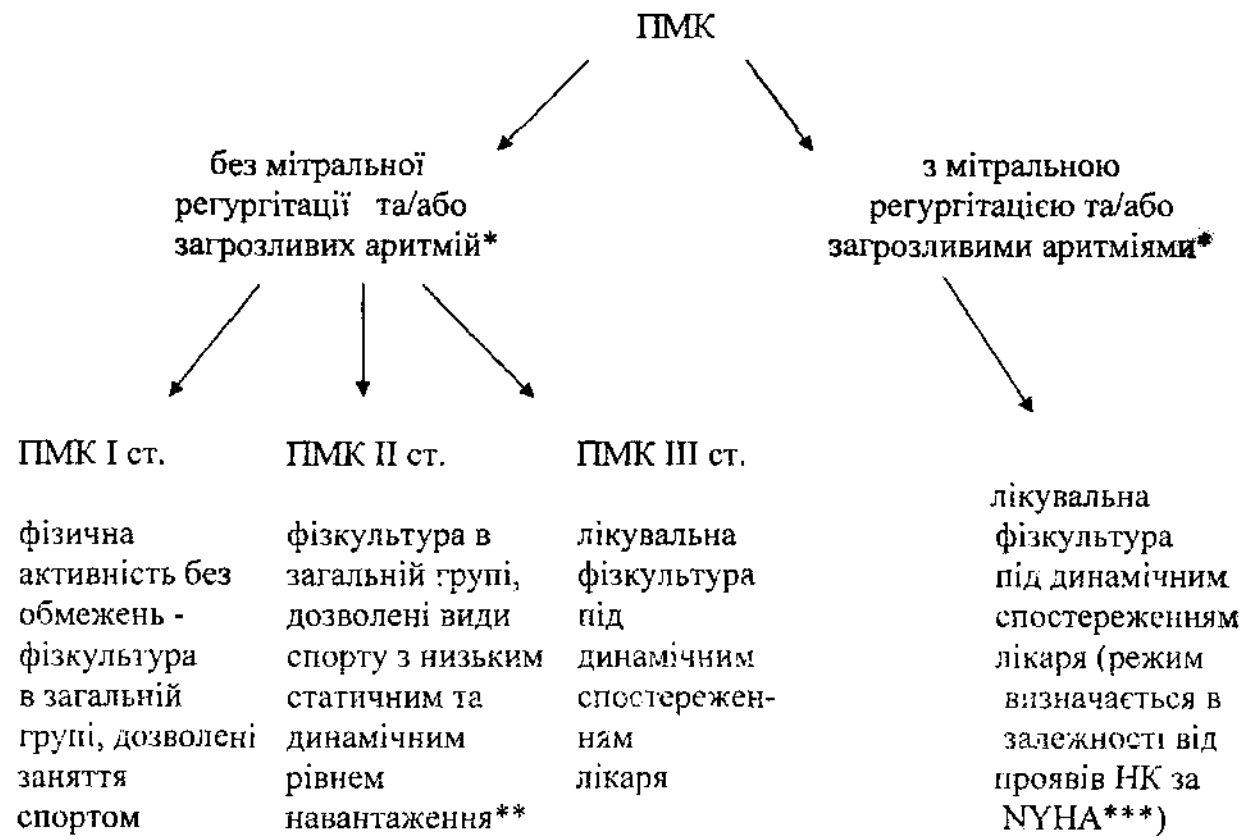 ПМК
без мітральної
регургітації та/або
загрозливих аритмій*
з мітральною
регургітацією та/або
загрозливими аритміями*
ПМК I ст.
фізична
активність без
обмежень -
фізкультура
в загальній
групі, дозволені
заняття
спортом
ПМК II ст.
фізкультура в
загальній групі,
дозволені види
спорту з низьким
статичним та
динамічним
рівнем
навантаження**
ПМК III ст.
лікувальна
фізкультура
під
динамічним
спостережен-
ням
лікаря
лікувальна
фізкультура
під динамічним
спостереженням
лікаря (режим
визначається в
залежності від
проявів НК за
NYHA***)